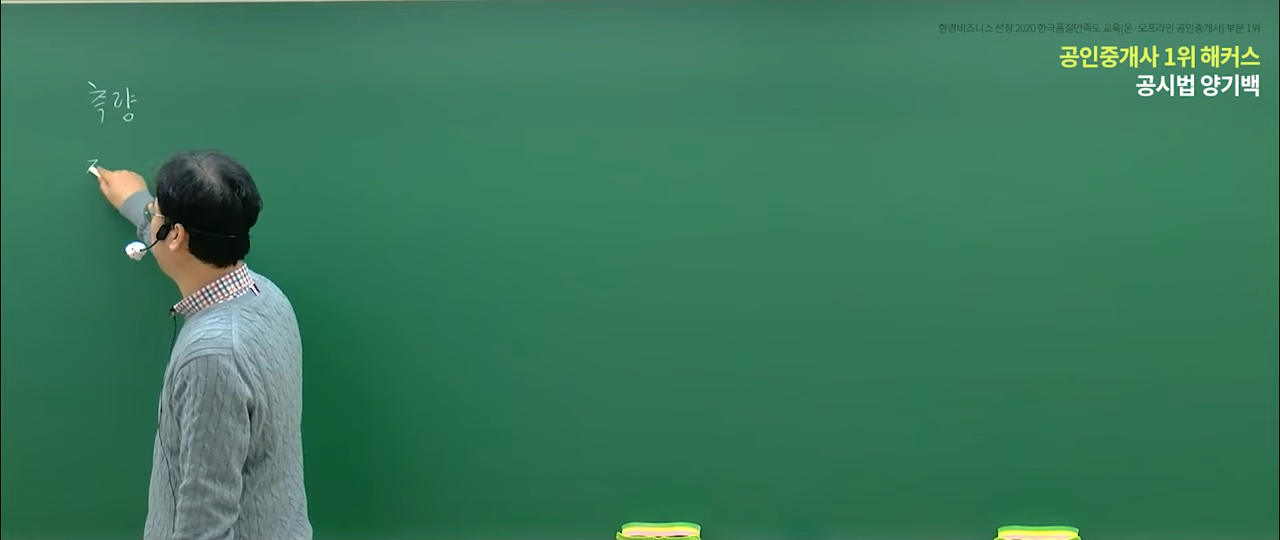 한경비즈니스 선정 2020 한국품질만족도 교육(온·오프라인 공인중개사) 부문 1위
공인중개사 1위 해커스
공시법 양기백
측량